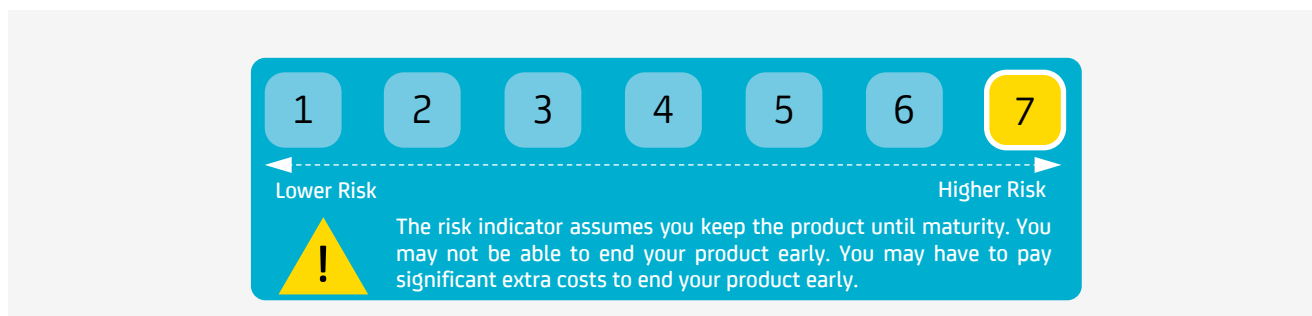 1 2 3 4 5 6 7
Lower Risk Higher Risk
! The risk indicator assumes you keep the product until maturity. You
may not be able to end your product early. You may have to pay
significant extra costs to end your product early.